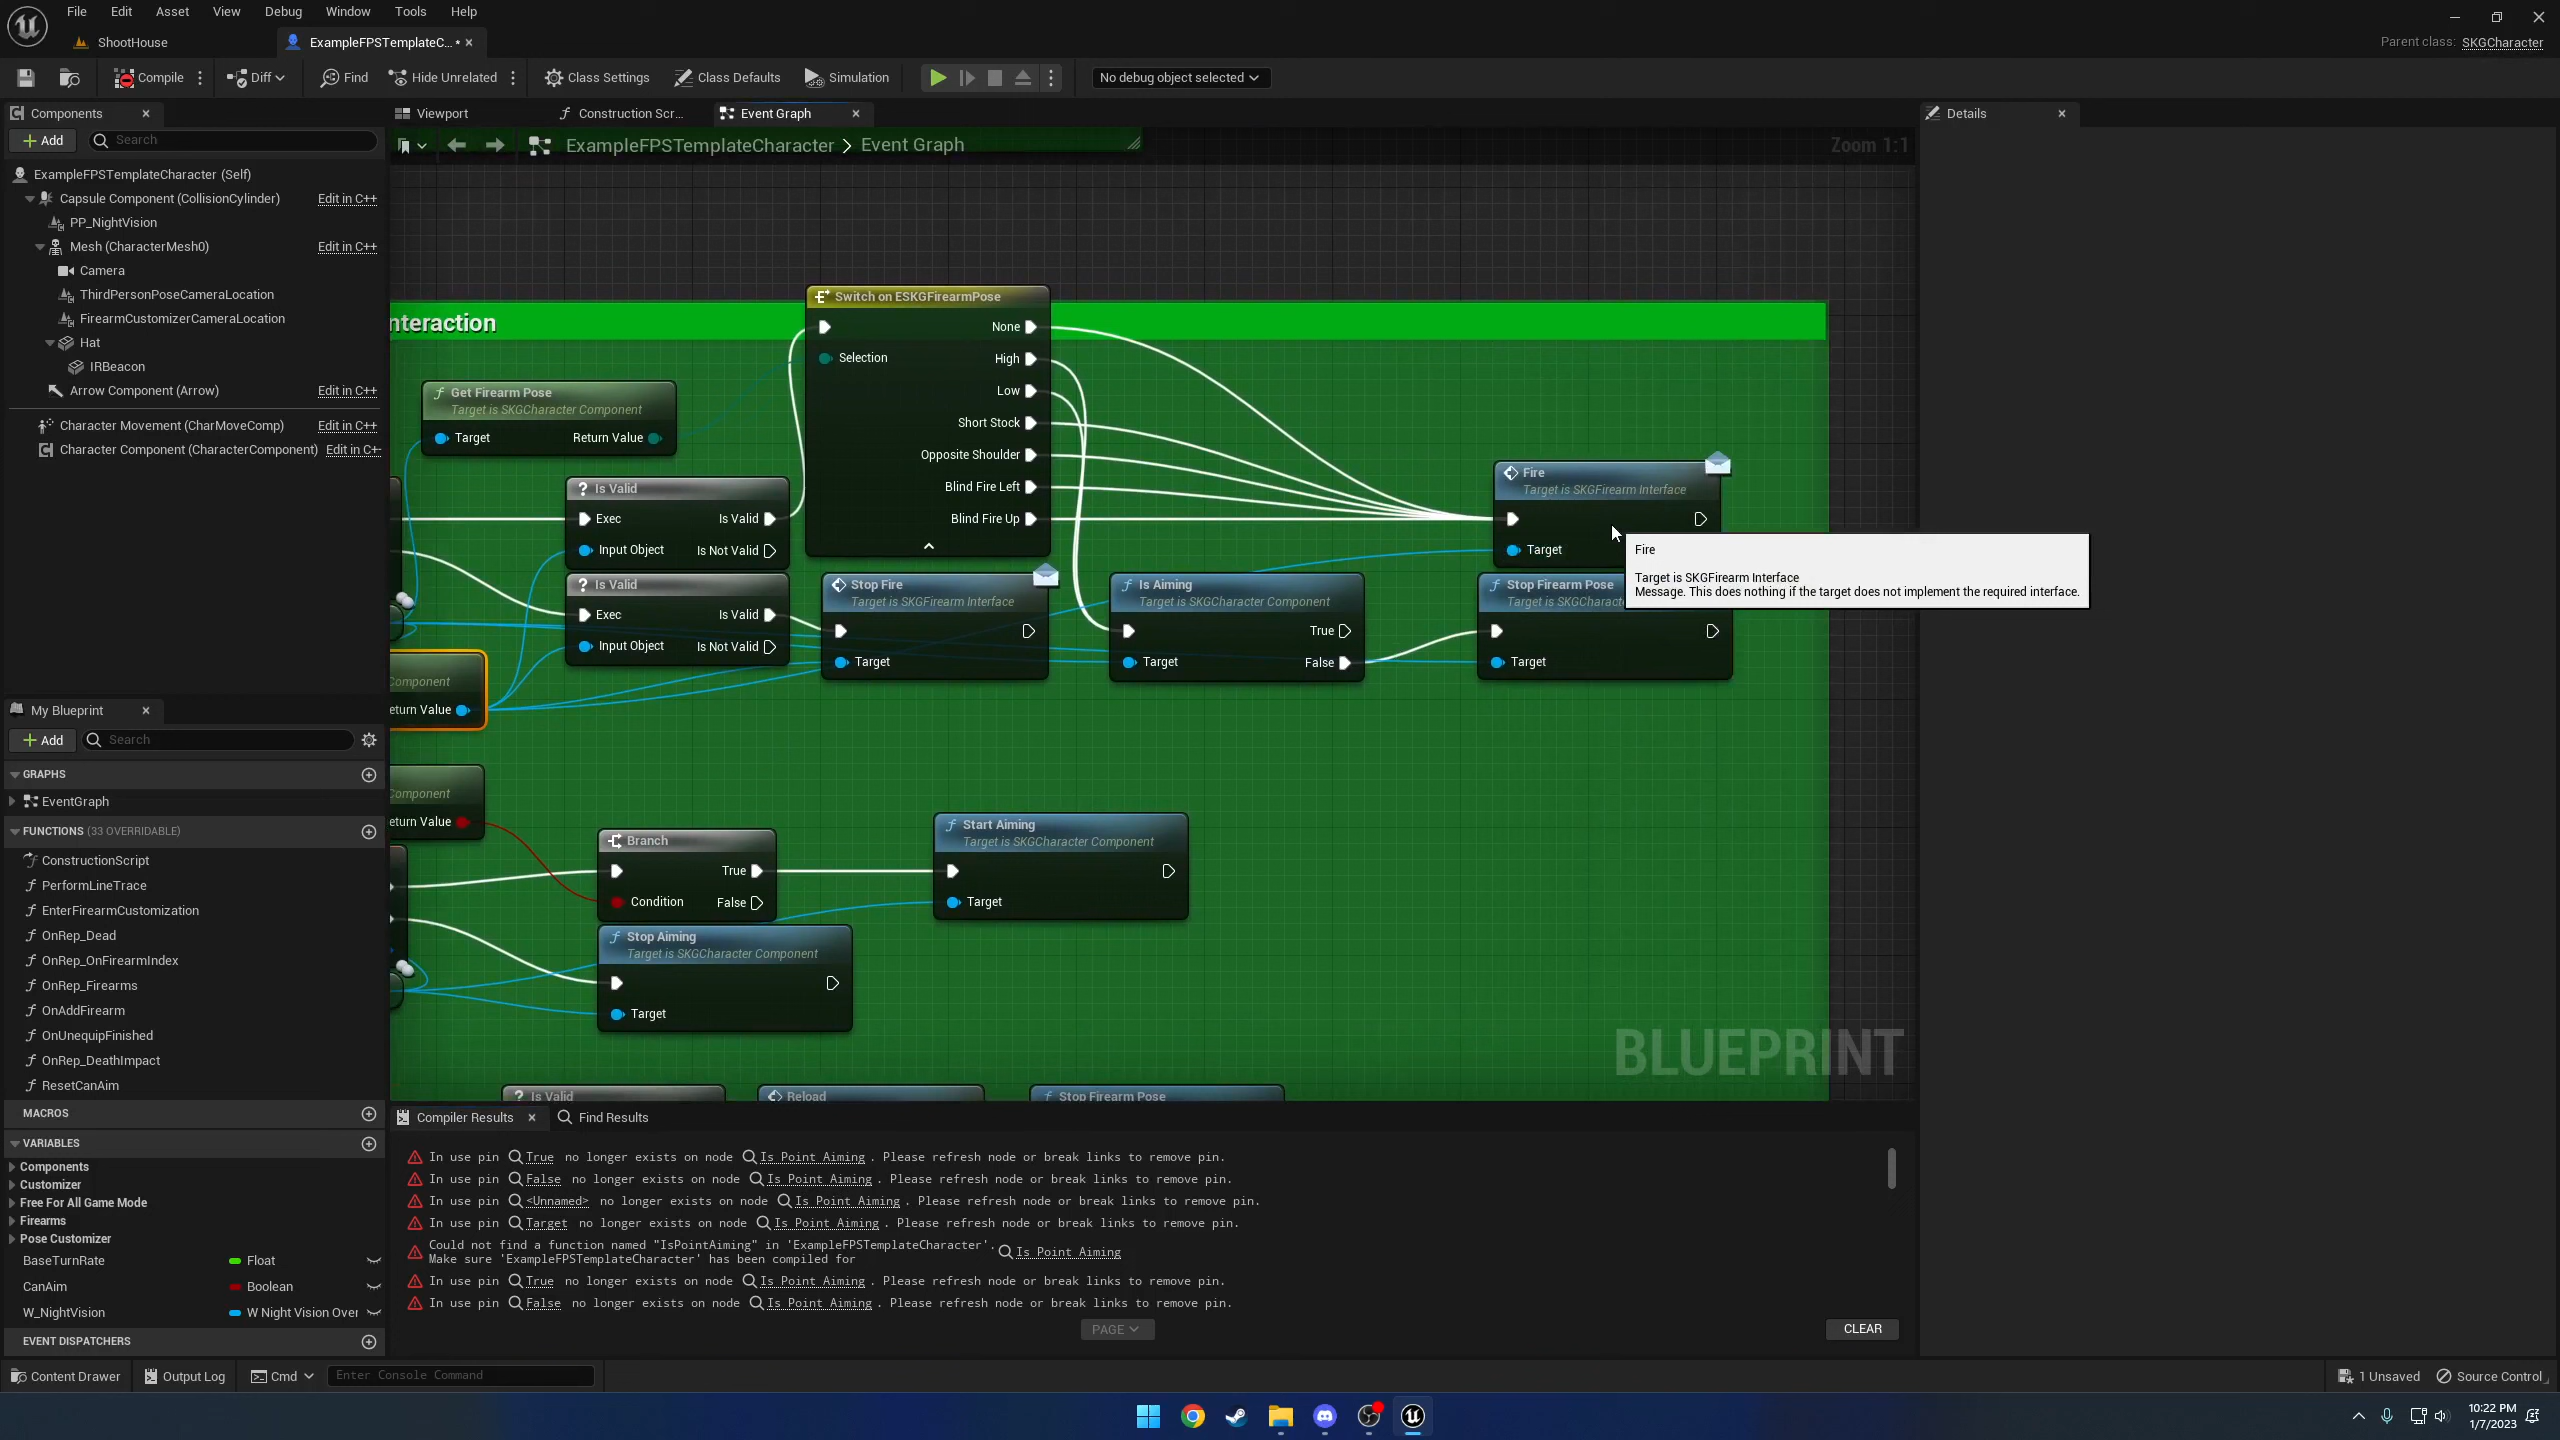 File Edit Asset View Debug Window Tools Help
ShootHouse
ExampleFPSTemplateC... *
Parent class: SKGCharacter
Compile
Diff
Find
Hide Unrelated
Class Settings
Class Defaults
Simulation
No debug object selected
Components
Add
Search
ExampleFPSTemplateCharacter (Self)
Capsule Component (CollisionCylinder) Edit in C++
PP_NightVision
Mesh (CharacterMesh0) Edit in C++
Camera
ThirdPersonPoseCameraLocation
FirearmCustomizerCameraLocation
Hat
IRBeacon
Arrow Component (Arrow) Edit in C++
Character Movement (CharMoveComp) Edit in C++
Character Component (CharacterComponent) Edit in C+
My Blueprint
Add
Search
GRAPHS
EventGraph
FUNCTIONS (33 OVERRIDABLE)
ConstructionScript
PerformLineTrace
EnterFirearmCustomization
OnRep_Dead
OnRep_OnFirearmIndex
OnRep_Firearms
OnAddFirearm
OnUnequipFinished
OnRep_DeathImpact
ResetCanAim
MACROS
VARIABLES
Components
Customizer
Free For All Game Mode
Firearms
Pose Customizer
BaseTurnRate Float
CanAim Boolean
W_NightVision W Night Vision Over
EVENT DISPATCHERS
Viewport
Construction Scr...
Event Graph
ExampleFPSTemplateCharacter > Event Graph
Zoom 1:1
nteraction
Switch on ESKGFirearmPose
None
Selection
High
Low
Short Stock
Opposite Shoulder
Blind Fire Left
Blind Fire Up
Get Firearm Pose
Target is SKGCharacter Component
Target Return Value
Is Valid
Exec Is Valid
Input Object Is Not Valid
Is Valid
Exec Is Valid
Input Object Is Not Valid
Stop Fire
Target is SKGFirearm Interface
Target
Is Aiming
Target is SKGCharacter Component
True
Target False
Fire
Target is SKGFirearm Interface
Target
Stop Firearm Pose
Target is SKGCharac
Target
Fire
Target is SKGFirearm Interface
Message. This does nothing if the target does not implement the required interface.
Component
eturn Value
Component
eturn Value
Branch
True
Condition False
Start Aiming
Target is SKGCharacter Component
Target
Stop Aiming
Target is SKGCharacter Component
Target
Is Valid
Reload
Stop Firearm Pose
BLUEPRINT
Details
Compiler Results
Find Results
In use pin True no longer exists on node Is Point Aiming . Please refresh node or break links to remove pin.
In use pin False no longer exists on node Is Point Aiming . Please refresh node or break links to remove pin.
In use pin <Unnamed> no longer exists on node Is Point Aiming . Please refresh node or break links to remove pin.
In use pin Target no longer exists on node Is Point Aiming . Please refresh node or break links to remove pin.
Could not find a function named "IsPointAiming" in 'ExampleFPSTemplateCharacter'.
Make sure 'ExampleFPSTemplateCharacter' has been compiled for Is Point Aiming
In use pin True no longer exists on node Is Point Aiming . Please refresh node or break links to remove pin.
In use pin False no longer exists on node Is Point Aiming . Please refresh node or break links to remove pin.
PAGE
CLEAR
Content Drawer
Output Log
Cmd
Enter Console Command
1 Unsaved
Source Control
10:22 PM
1/7/2023